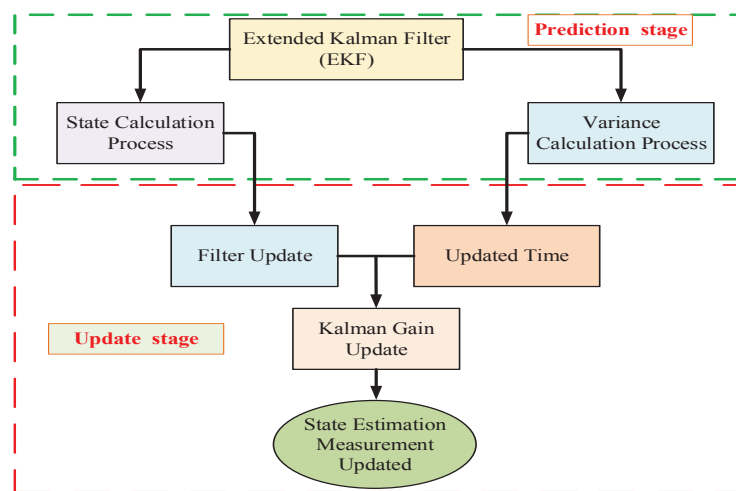 Extended Kalman Filter
(EKF)
Prediction stage
State Calculation
Process
Variance
Calculation Process
Filter Update
Updated Time
Update stage
Kalman Gain
Update
State Estimation
Measurement
Updated